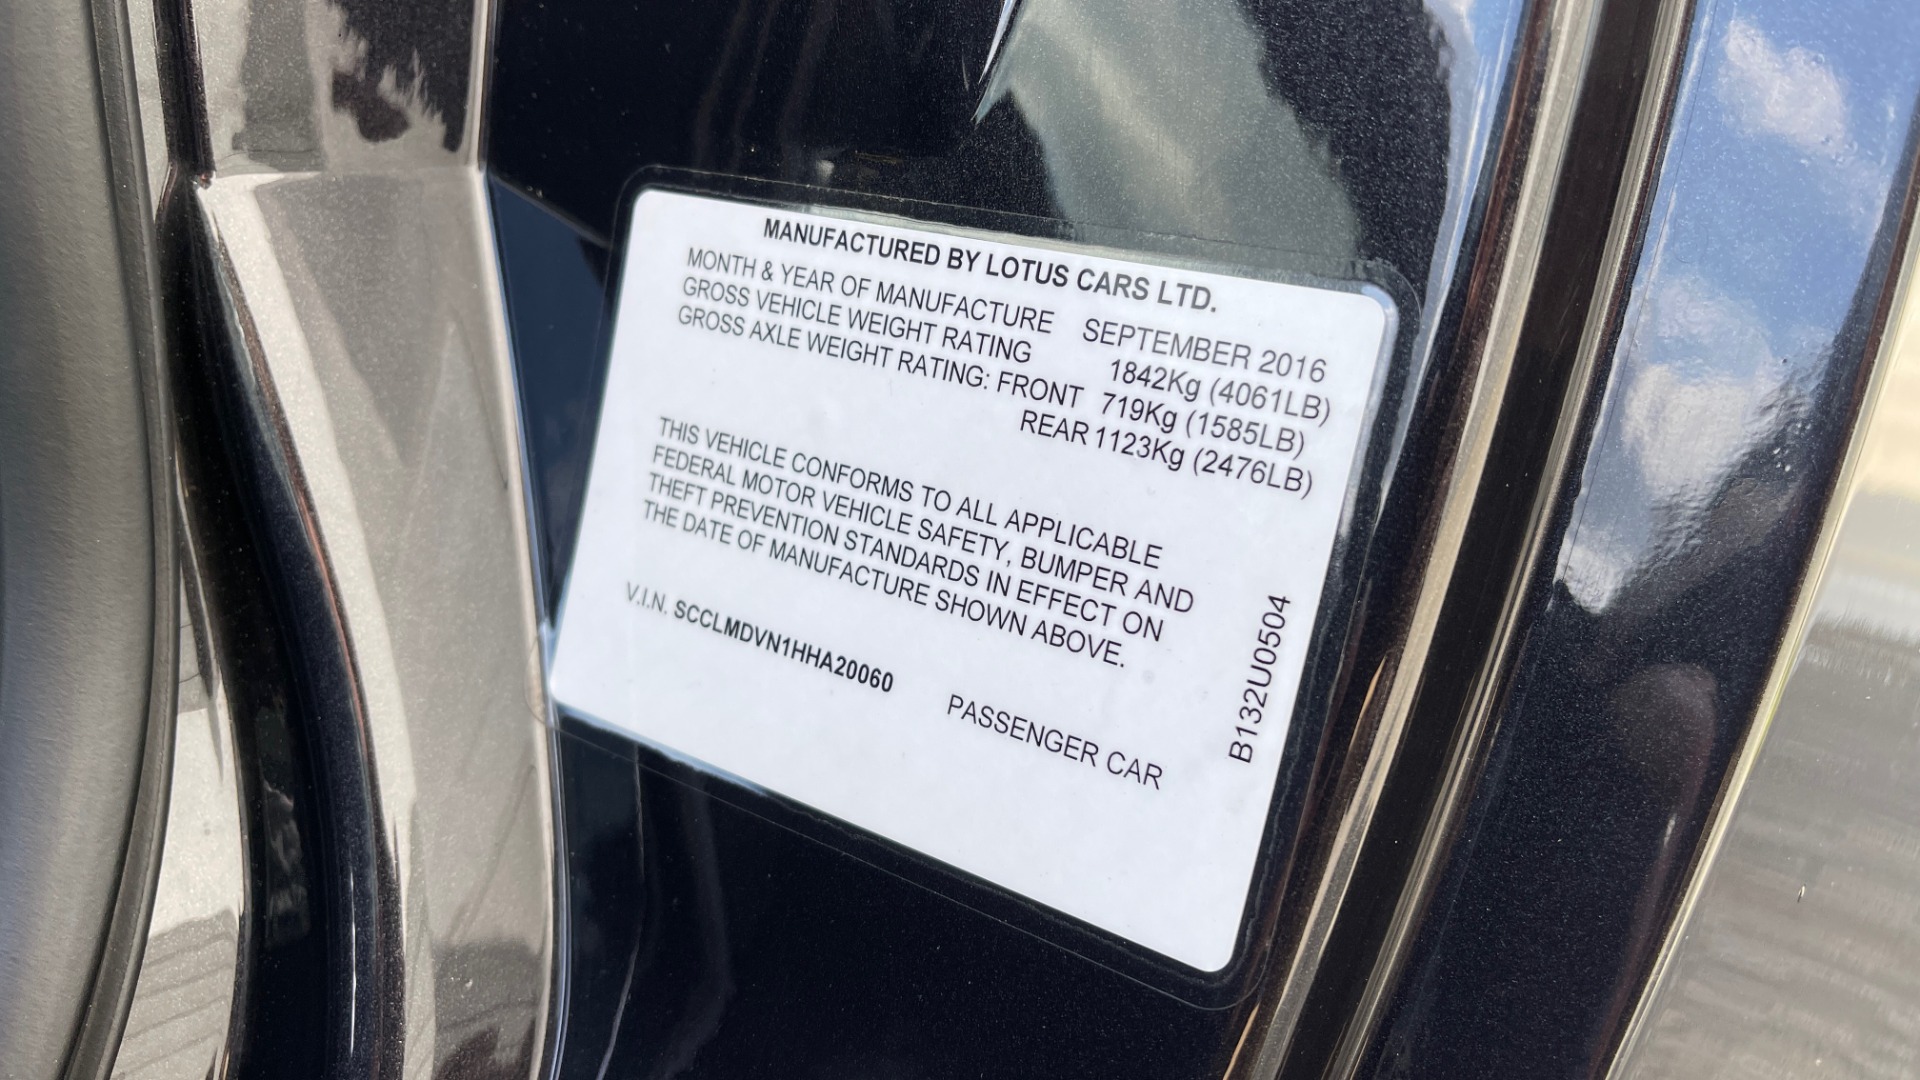 MANUFACTURED BY LOTUS CARS LTD.
MONTH & YEAR OF MANUFACTURE SEPTEMBER 2016
GROSS VEHICLE WEIGHT RATING 1842Kg (4061LB)
GROSS AXLE WEIGHT RATING: FRONT 719Kg (1585LB)
REAR 1123Kg (2476LB)
THIS VEHICLE CONFORMS TO ALL APPLICABLE
FEDERAL MOTOR VEHICLE SAFETY, BUMPER AND
THEFT PREVENTION STANDARDS IN EFFECT ON
THE DATE OF MANUFACTURE SHOWN ABOVE.
V.I.N. SCCLMDVN1HHA20060 PASSENGER CAR
B132U0504